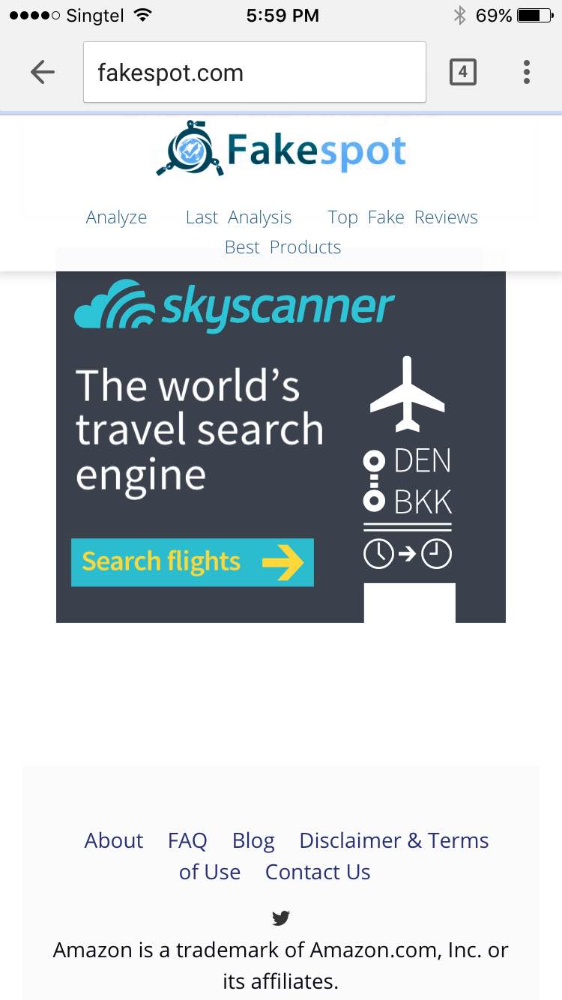 Singtel 5:59 PM 69%
fakespot.com 4
Fakespot
Analyze Last Analysis Top Fake Reviews
Best Products
skyscanner
The world's
travel search
engine
DEN
BKK
Search flights
About FAQ Blog Disclaimer & Terms
of Use Contact Us
Amazon is a trademark of Amazon.com, Inc. or
its affiliates.